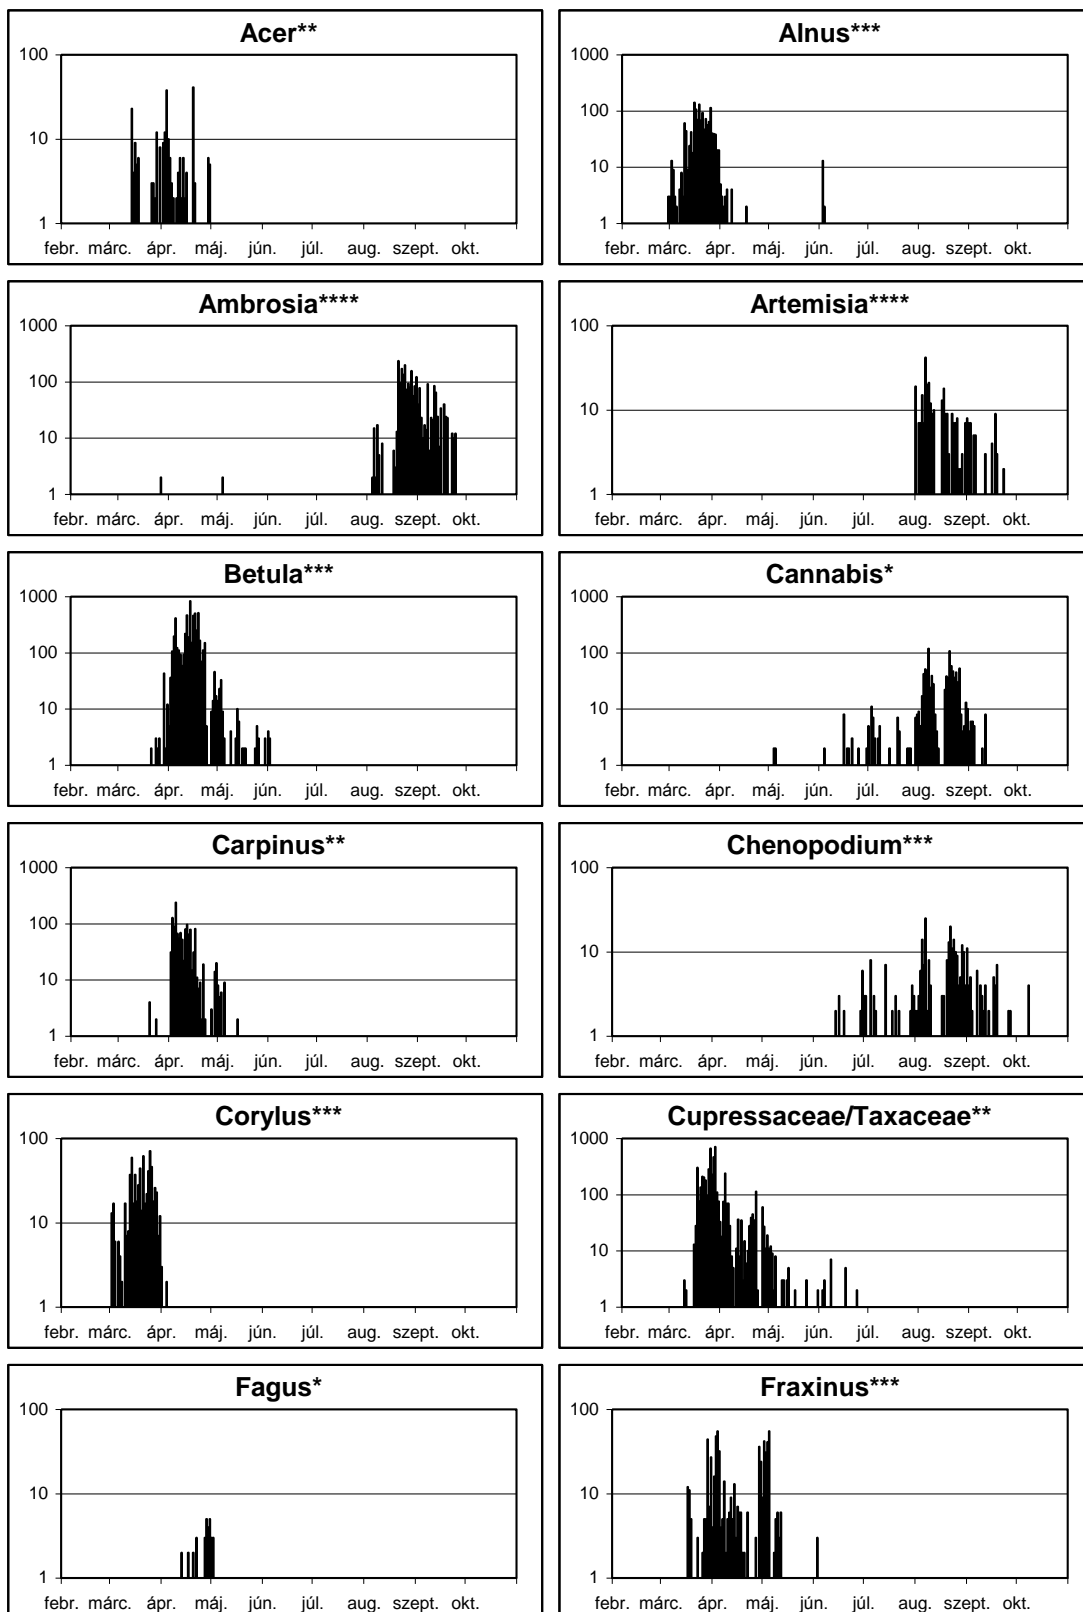 Acer**
100
10
1
febr. márc. ápr. máj. jún. júl. aug. szept. okt.
Alnus***
1000
100
10
1
febr. márc. ápr. máj. jún. júl. aug. szept. okt.
Ambrosia****
1000
100
10
1
febr. márc. ápr. máj. jún. júl. aug. szept. okt.
Artemisia****
100
10
1
febr. márc. ápr. máj. jún. júl. aug. szept. okt.
Betula***
1000
100
10
1
febr. márc. ápr. máj. jún. júl. aug. szept. okt.
Cannabis*
1000
100
10
1
febr. márc. ápr. máj. jún. júl. aug. szept. okt.
Carpinus**
1000
100
10
1
febr. márc. ápr. máj. jún. júl. aug. szept. okt.
Chenopodium***
100
10
1
febr. márc. ápr. máj. jún. júl. aug. szept. okt.
Corylus***
100
10
1
febr. márc. ápr. máj. jún. júl. aug. szept. okt.
Cupressaceae/Taxaceae**
1000
100
10
1
febr. márc. ápr. máj. jún. júl. aug. szept. okt.
Fagus*
100
10
1
febr. márc. ápr. máj. jún. júl. aug. szept. okt.
Fraxinus***
100
10
1
febr. márc. ápr. máj. jún. júl. aug. szept. okt.